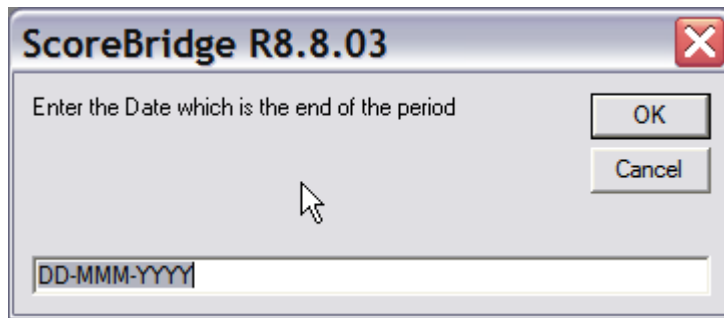 ScoreBridge R8.8.03
Enter the Date which is the end of the period
OK
Cancel
DD-MMM-YYYY